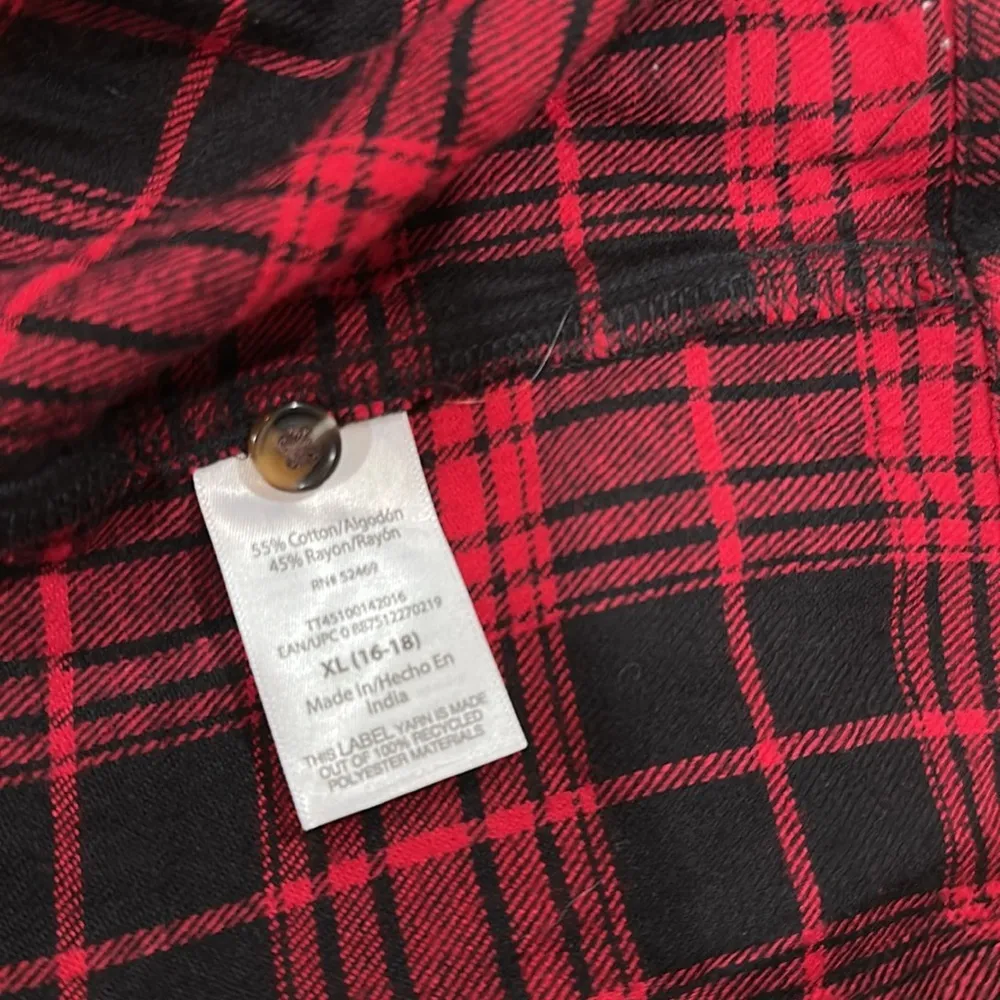 55% Cotton/Algodón
45% Rayon/Rayón
RN# 52469
TT45100142016
EAN/UPC 0 887512270219
XL (16-18)
Made In/Hecho En
India
THIS LABEL YARN IS MADE
OUT OF 100% RECYCLED
POLYESTER MATERIALS